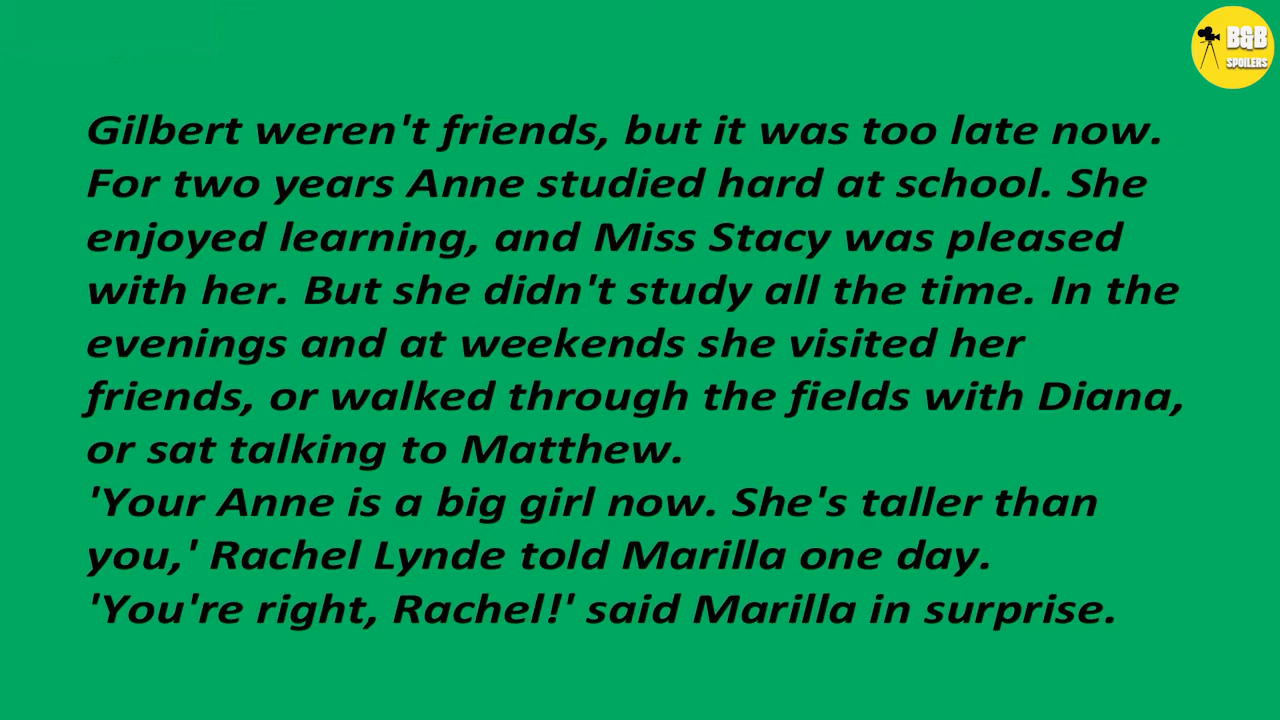 B&B
SPOILERS
Gilbert weren't friends, but it was too late now.
For two years Anne studied hard at school. She
enjoyed learning, and Miss Stacy was pleased
with her. But she didn't study all the time. In the
evenings and at weekends she visited her
friends, or walked through the fields with Diana,
or sat talking to Matthew.
'Your Anne is a big girl now. She's taller than
you,' Rachel Lynde told Marilla one day.
'You're right, Rachel!' said Marilla in surprise.